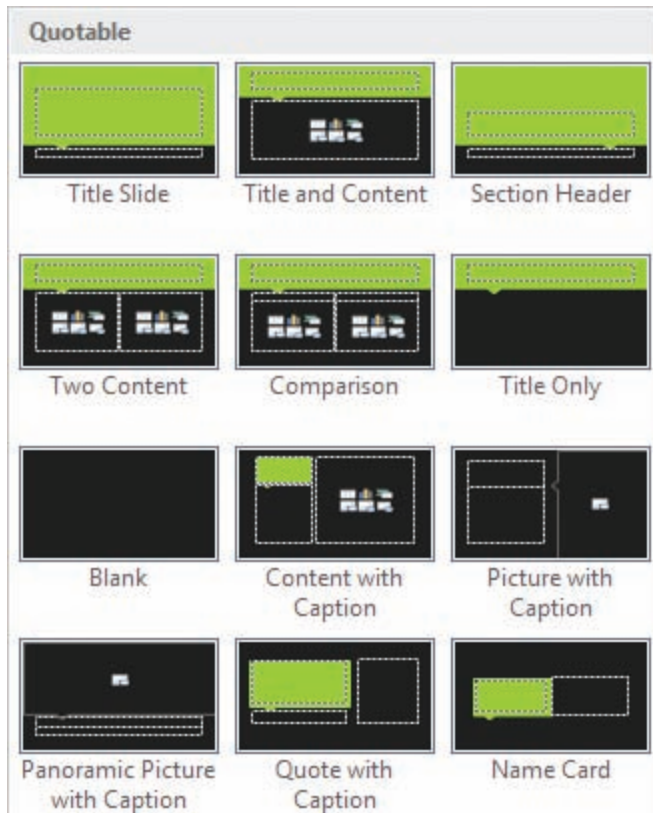 Quotable
Title Slide
Title and Content
Section Header
Two Content
Comparison
Title Only
Blank
Content with
Caption
Picture with
Caption
Panoramic Picture
with Caption
Quote with
Caption
Name Card